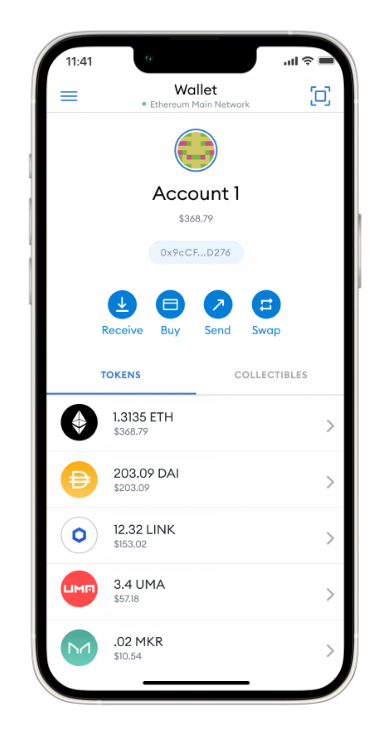 11:41
Wallet
Ethereum Main Network
Account 1
$368.79
0x9cCF...D276
Receive Buy Send Swap
TOKENS COLLECTIBLES
1.3135 ETH
$368.79
203.09 DAI
$203.09
12.32 LINK
$153.02
UMA
3.4 UMA
$57.18
.02 MKR
$10.54